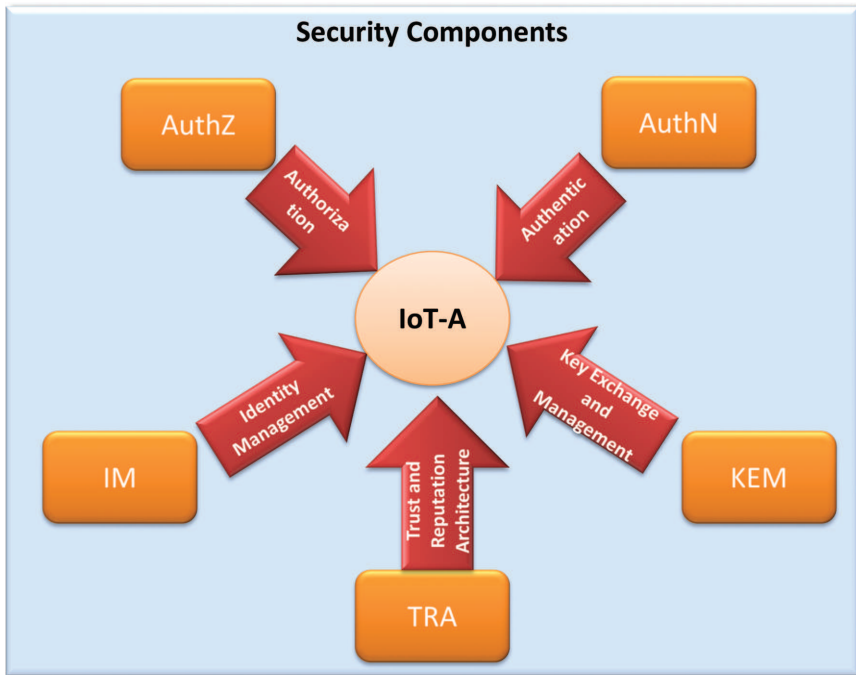 Security Components
AuthZ
AuthN
Authoriza
tion
Authentic
ation
IoT-A
Identity
Management
Key Exchange
and
Management
IM
Trust and
Reputation
Architecture
KEM
TRA